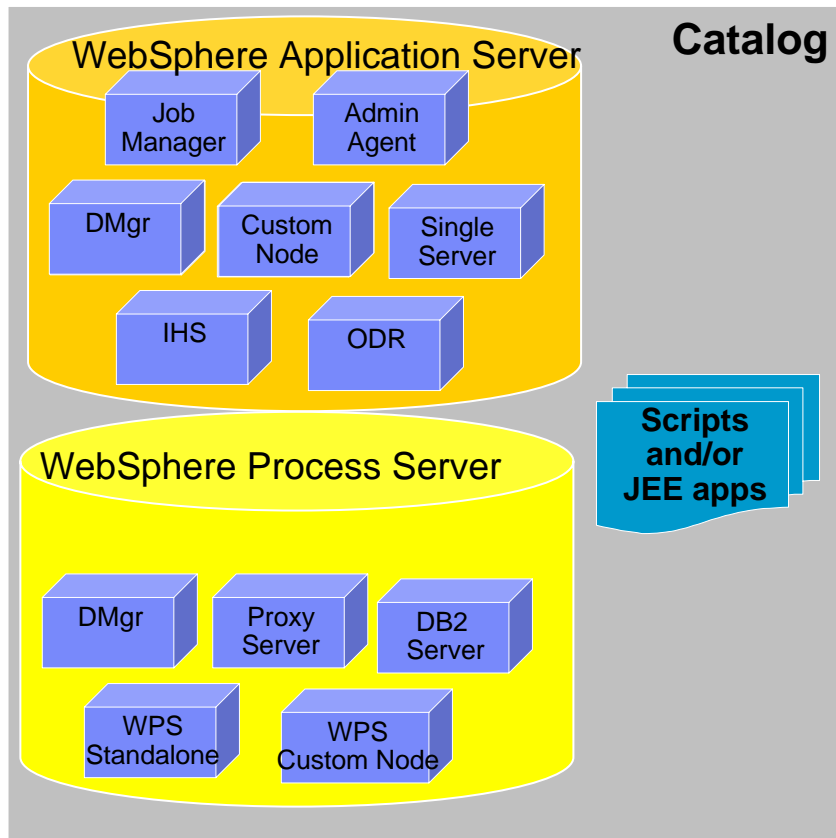 Catalog
WebSphere Application Server
Job
Manager
Admin
Agent
DMgr
Custom
Node
Single
Server
IHS
ODR
Scripts
and/or
JEE apps
WebSphere Process Server
DMgr
Proxy
Server
DB2
Server
WPS
Standalone
WPS
Custom Node